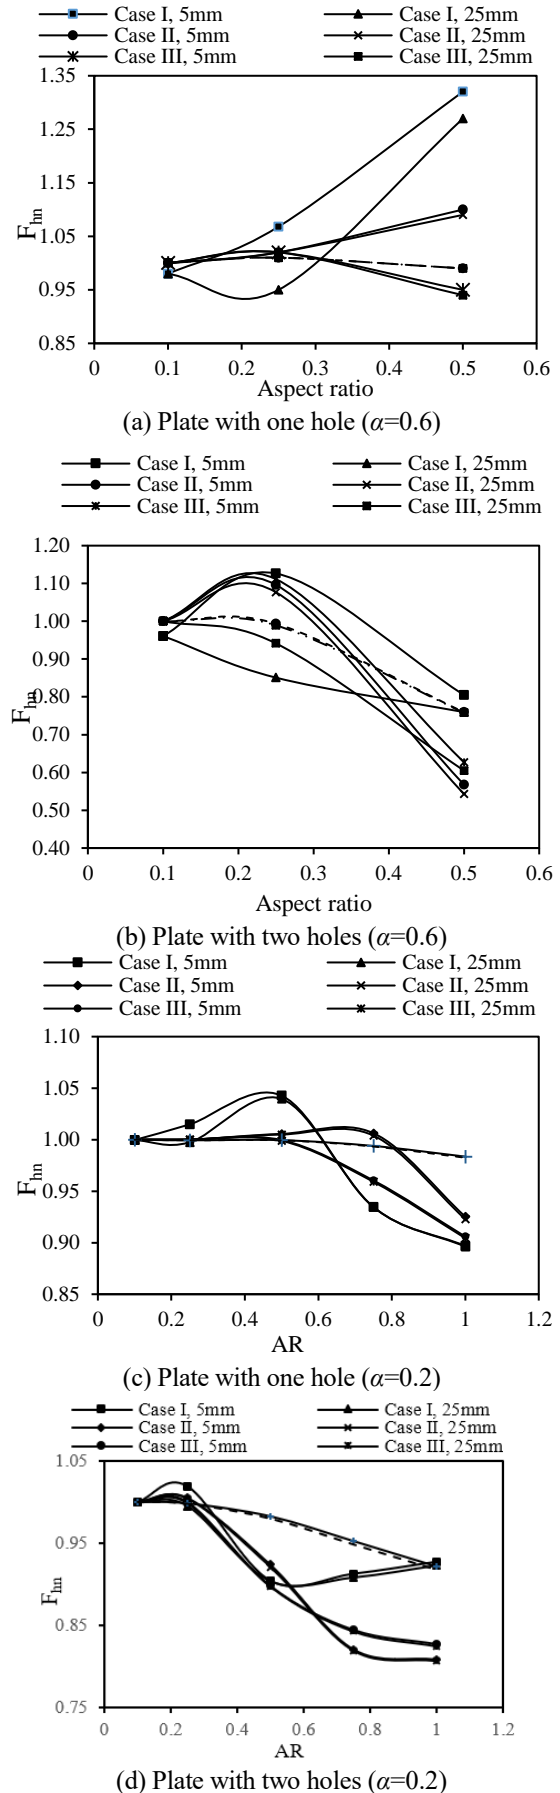 Case I, 5mm Case I, 25mm
Case II, 5mm Case II, 25mm
Case III, 5mm Case III, 25mm
1.35
1.25
1.15
1.05
0.95
0.85
Fhn
0 0.1 0.2 0.3 0.4 0.5 0.6
Aspect ratio
(a) Plate with one hole (α=0.6)
Case I, 5mm Case I, 25mm
Case II, 5mm Case II, 25mm
Case III, 5mm Case III, 25mm
1.20
1.10
1.00
0.90
0.80
0.70
0.60
0.50
0.40
Fhn
0 0.1 0.2 0.3 0.4 0.5 0.6
Aspect ratio
(b) Plate with two holes (α=0.6)
Case I, 5mm Case I, 25mm
Case II, 5mm Case II, 25mm
Case III, 5mm Case III, 25mm
1.10
1.05
1.00
0.95
0.90
0.85
Fhn
0 0.2 0.4 0.6 0.8 1 1.2
AR
(c) Plate with one hole (α=0.2)
Case I, 5mm Case I, 25mm
Case II, 5mm Case II, 25mm
Case III, 5mm Case III, 25mm
1.05
0.95
0.85
0.75
Fhn
0 0.2 0.4 0.6 0.8 1 1.2
AR
(d) Plate with two holes (α=0.2)